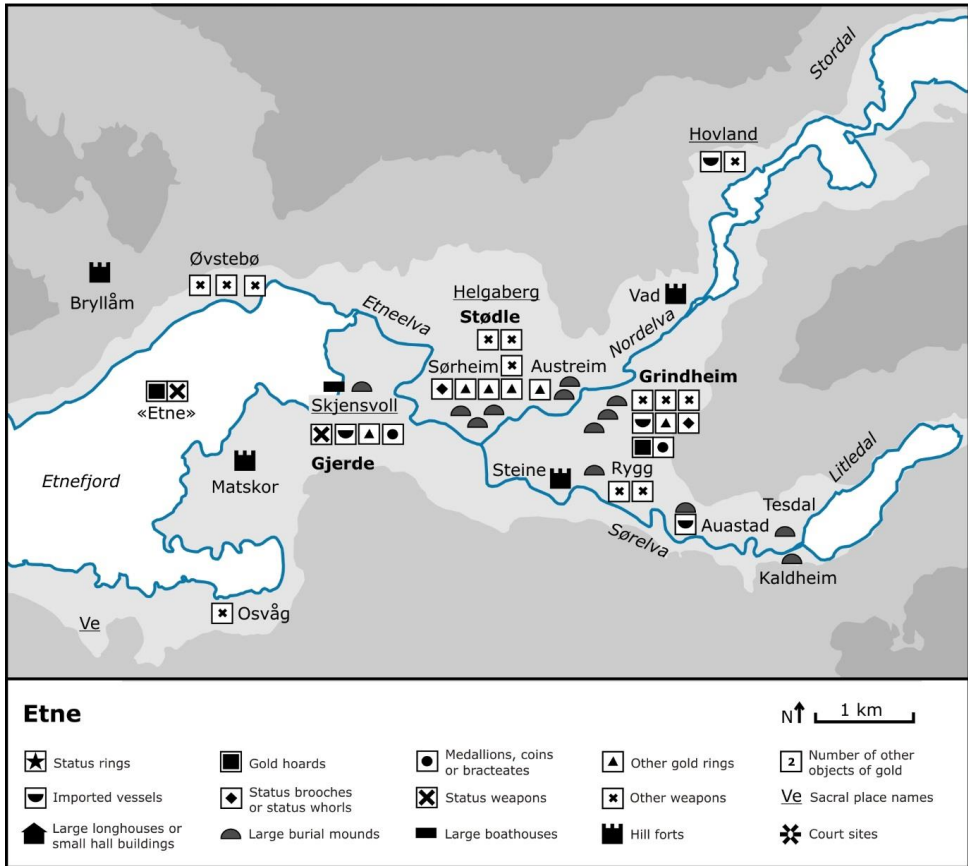 Stordal
Hovland
Øvstebø
Bryllåm
Etneelva
Helgaberg
Stødle
Vad
Nordelva
Sørheim
Austreim
Grindheim
«Etne»
Skjensvoll
Gjerde
Etnefjord
Matskor
Steine
Rygg
Litledal
Auastad
Tesdal
Sørelva
Kaldheim
Osvåg
Ve
Etne
N 1 km
Status rings
Gold hoards
Medallions, coins
or bracteates
Other gold rings
2 Number of other
objects of gold
Imported vessels
Status brooches
or status whorls
Status weapons
Other weapons
Ve Sacral place names
Large longhouses or
small hall buildings
Large burial mounds
Large boathouses
Hill forts
Court sites